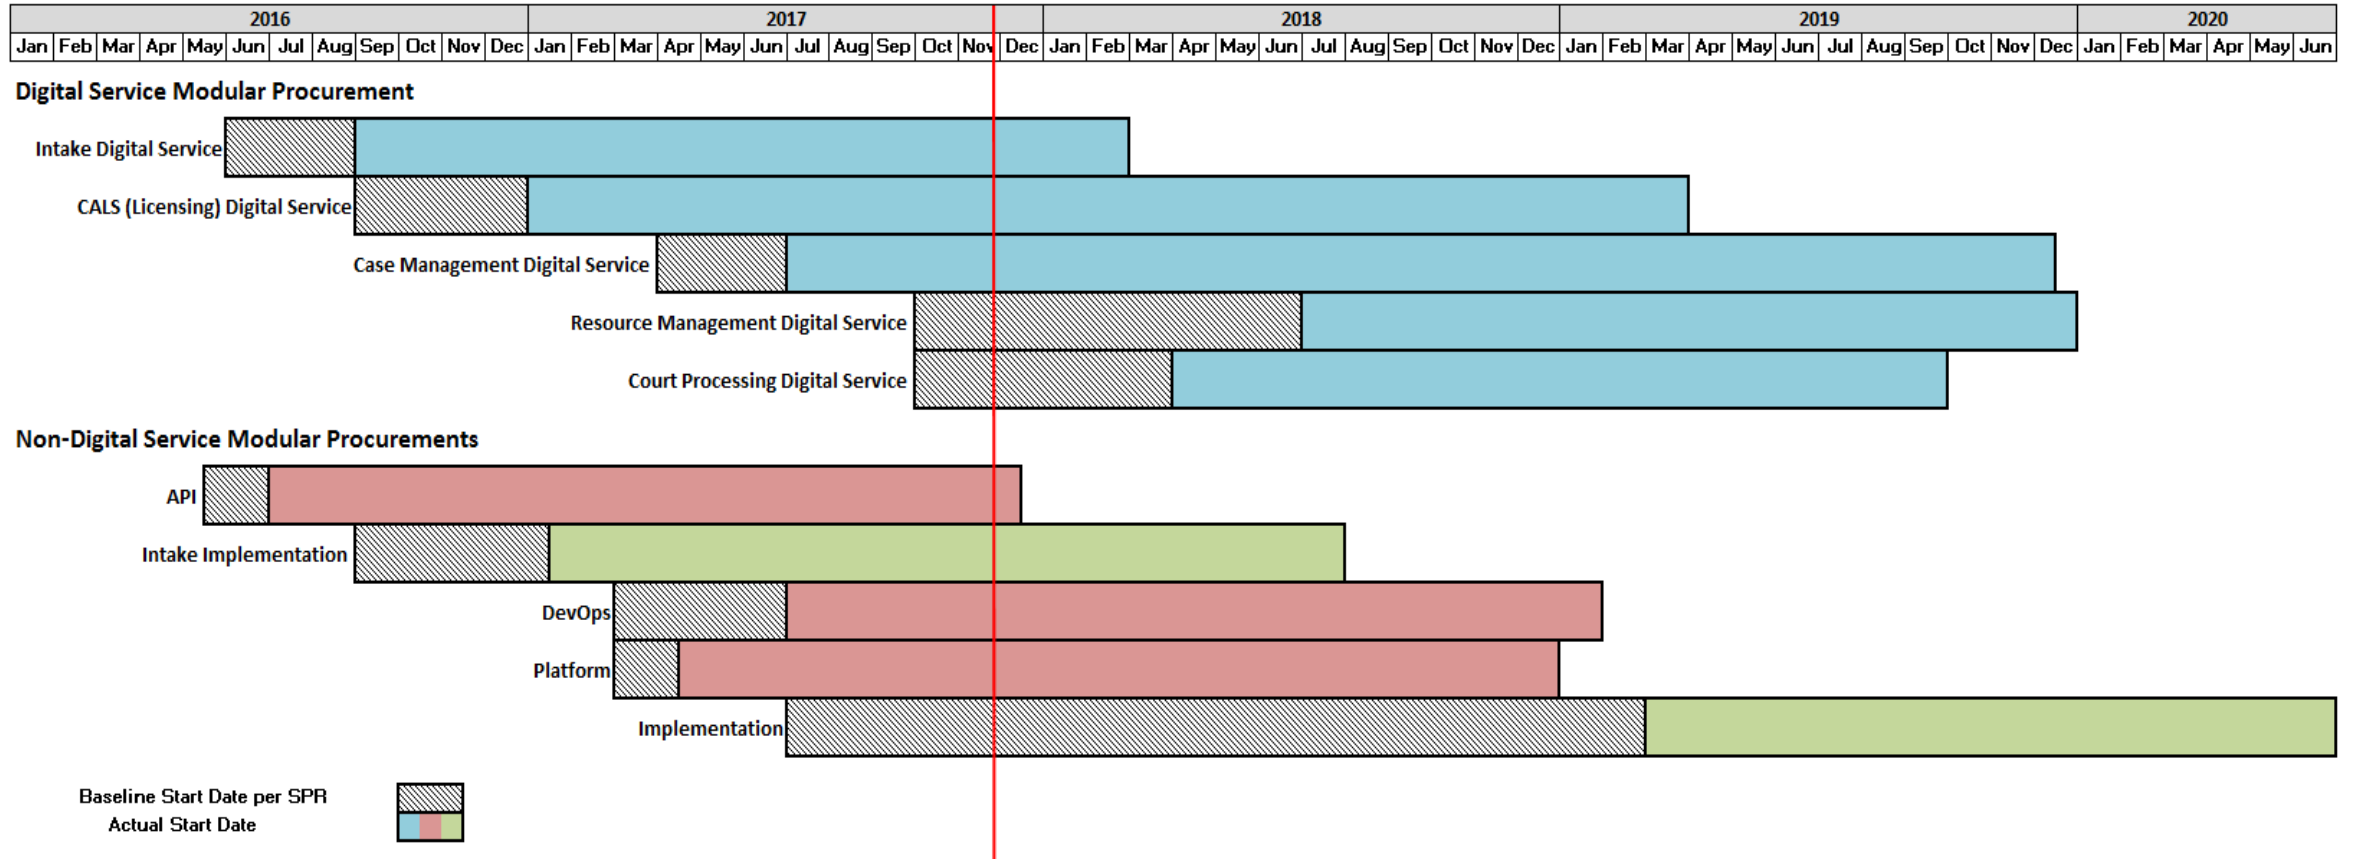 2016 2017 2018 2019 2020
Jan Feb Mar Apr May Jun Jul Aug Sep Oct Nov Dec Jan Feb Mar Apr May Jun Jul Aug Sep Oct Nov Dec Jan Feb Mar Apr May Jun Jul Aug Sep Oct Nov Dec Jan Feb Mar Apr May Jun Jul Aug Sep Oct Nov Dec Jan Feb Mar Apr May Jun
Digital Service Modular Procurement
Intake Digital Service
CALS (Licensing) Digital Service
Case Management Digital Service
Resource Management Digital Service
Court Processing Digital Service
Non-Digital Service Modular Procurements
API
Intake Implementation
DevOps
Platform
Implementation
Baseline Start Date per SPR
Actual Start Date